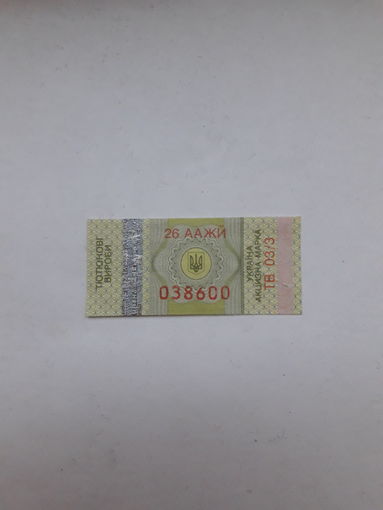 ТЮТЮНОВІ
ВИРОБИ
26 ААЖИ
038600
УКРАЇНА
АКЦИЗНА МАРКА
ТВ 03/3